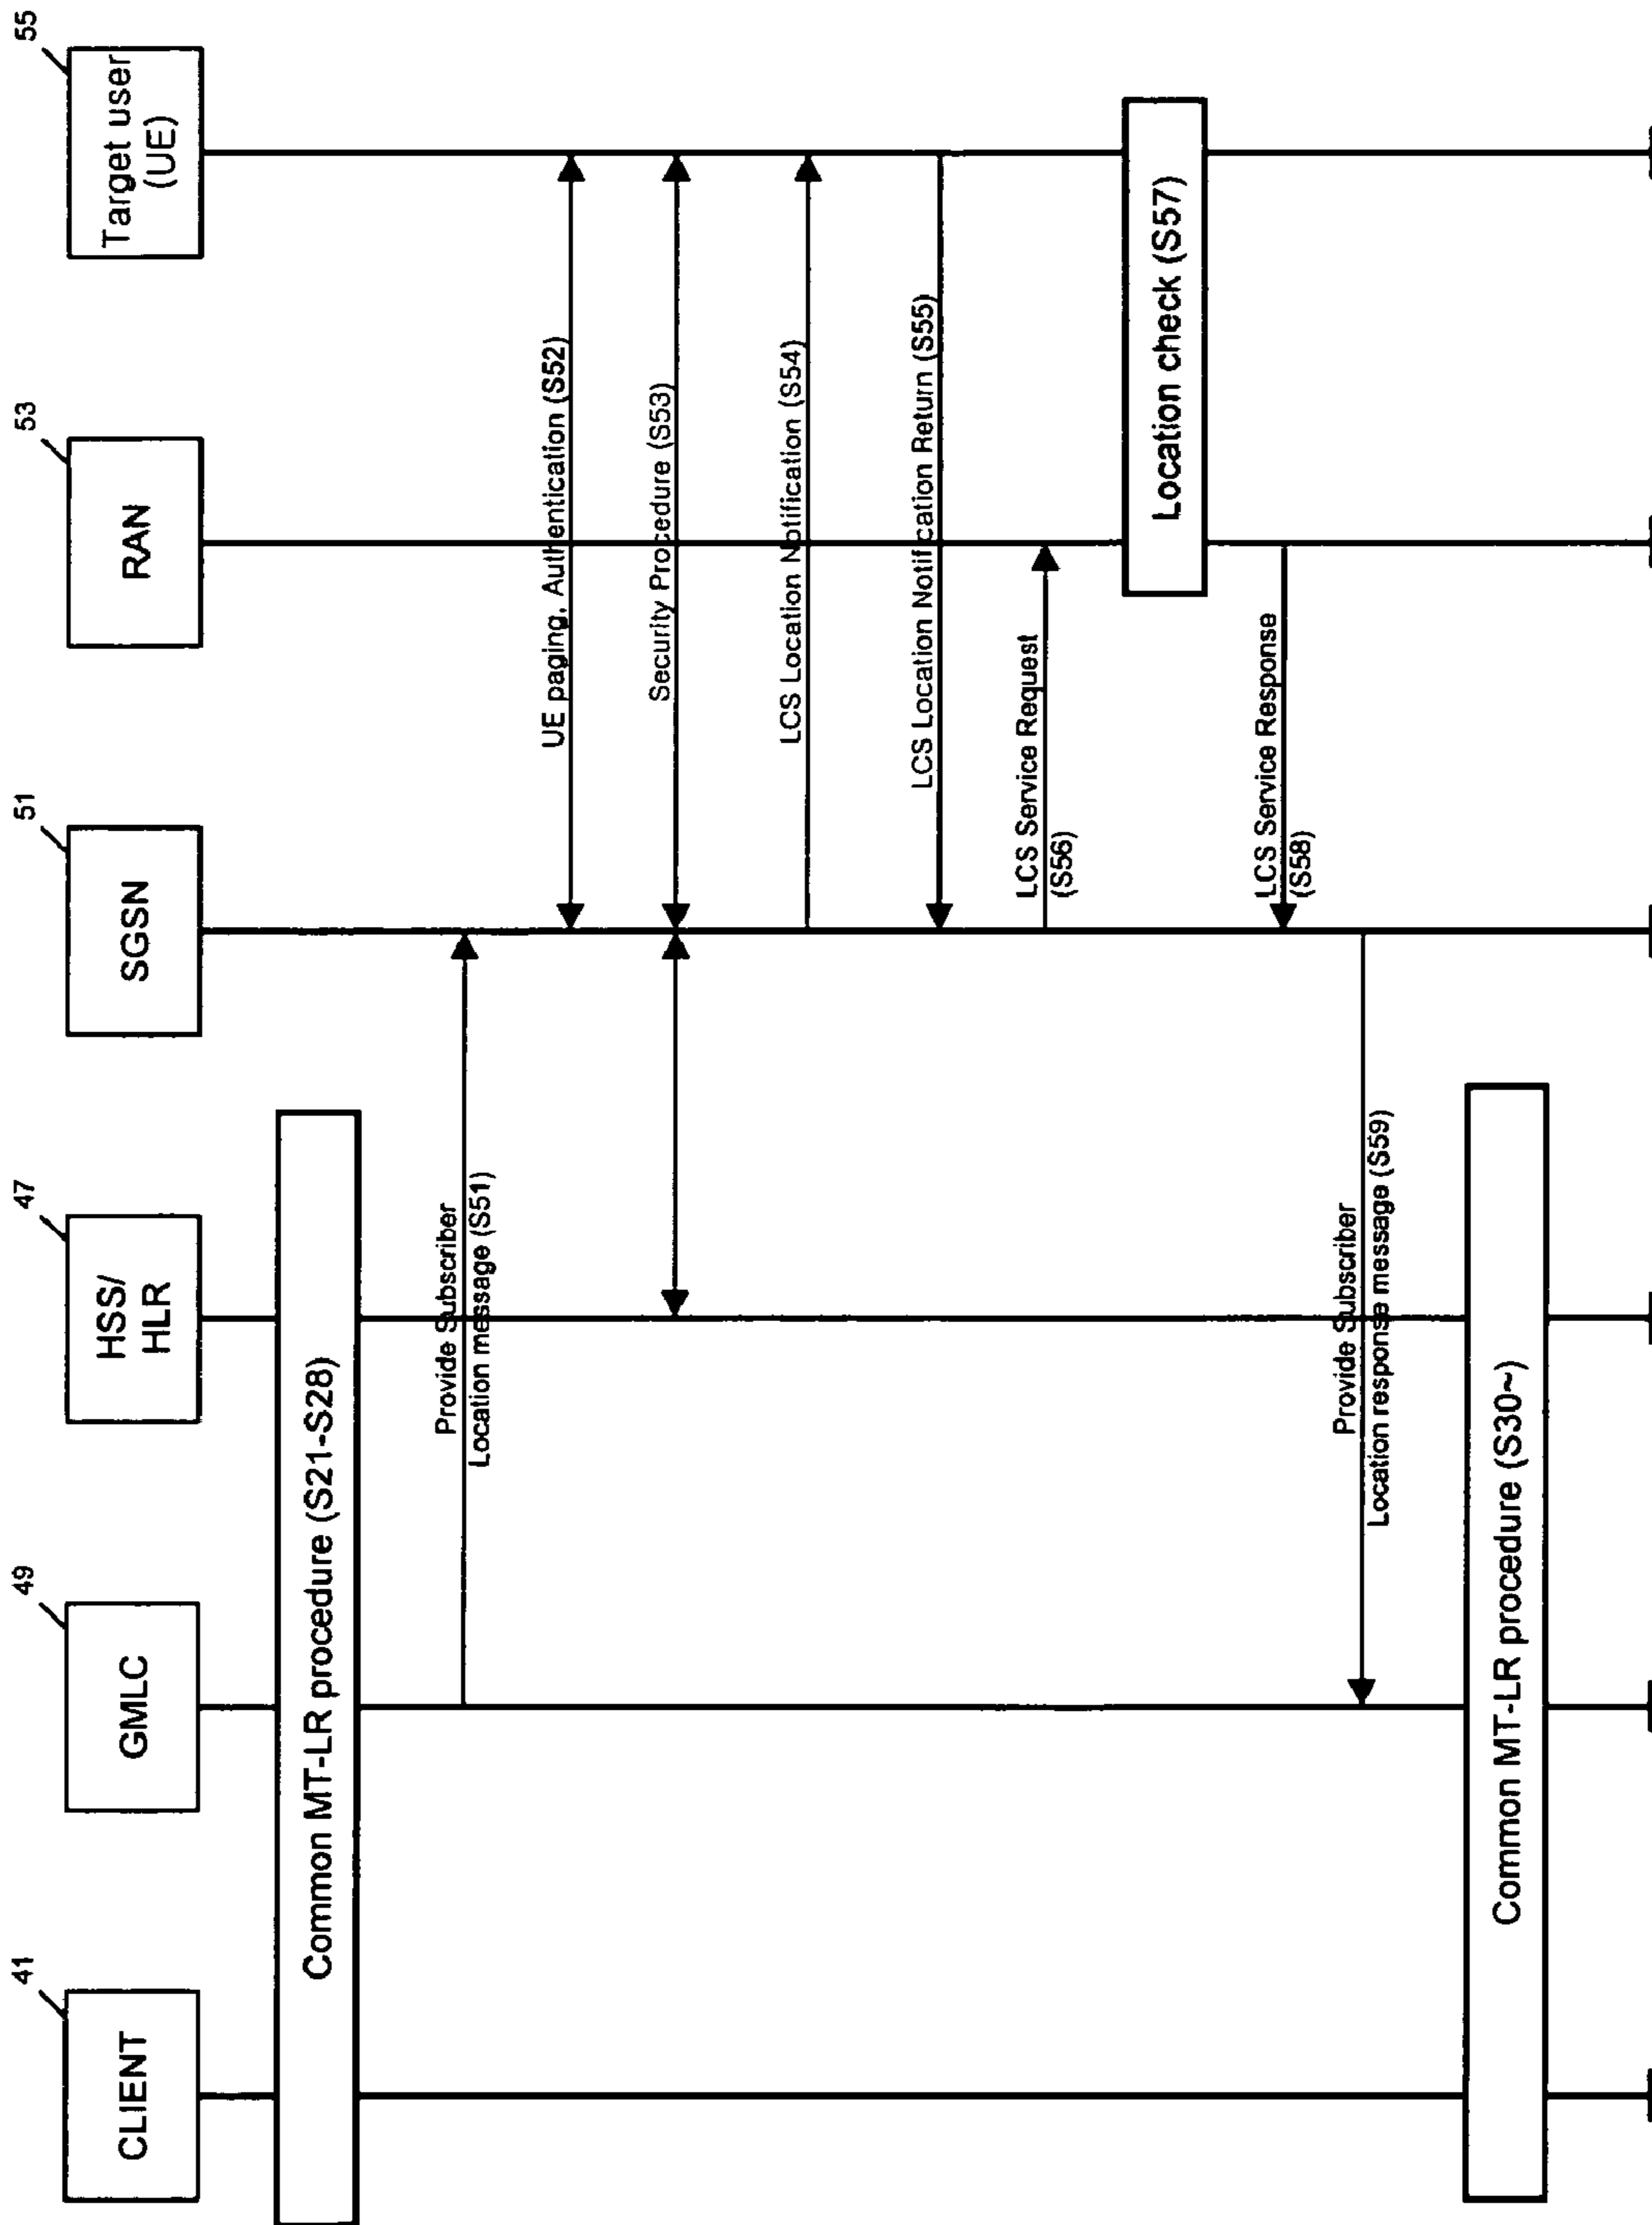 41
CLIENT
49
GMLC
47
HSS/
HLR
51
SGSN
53
RAN
55
Target user
(UE)
Common MT-LR procedure (S21-S28)
Provide Subscriber
Location message (S51)
UE paging, Authentication (S52)
Security Procedure (S53)
LCS Location Notification (S54)
LCS Location Notification Return (S55)
LCS Service Request
(S56)
Location check (S57)
LCS Service Response
(S58)
Provide Subscriber
Location response message (S59)
Common MT-LR procedure (S30~)